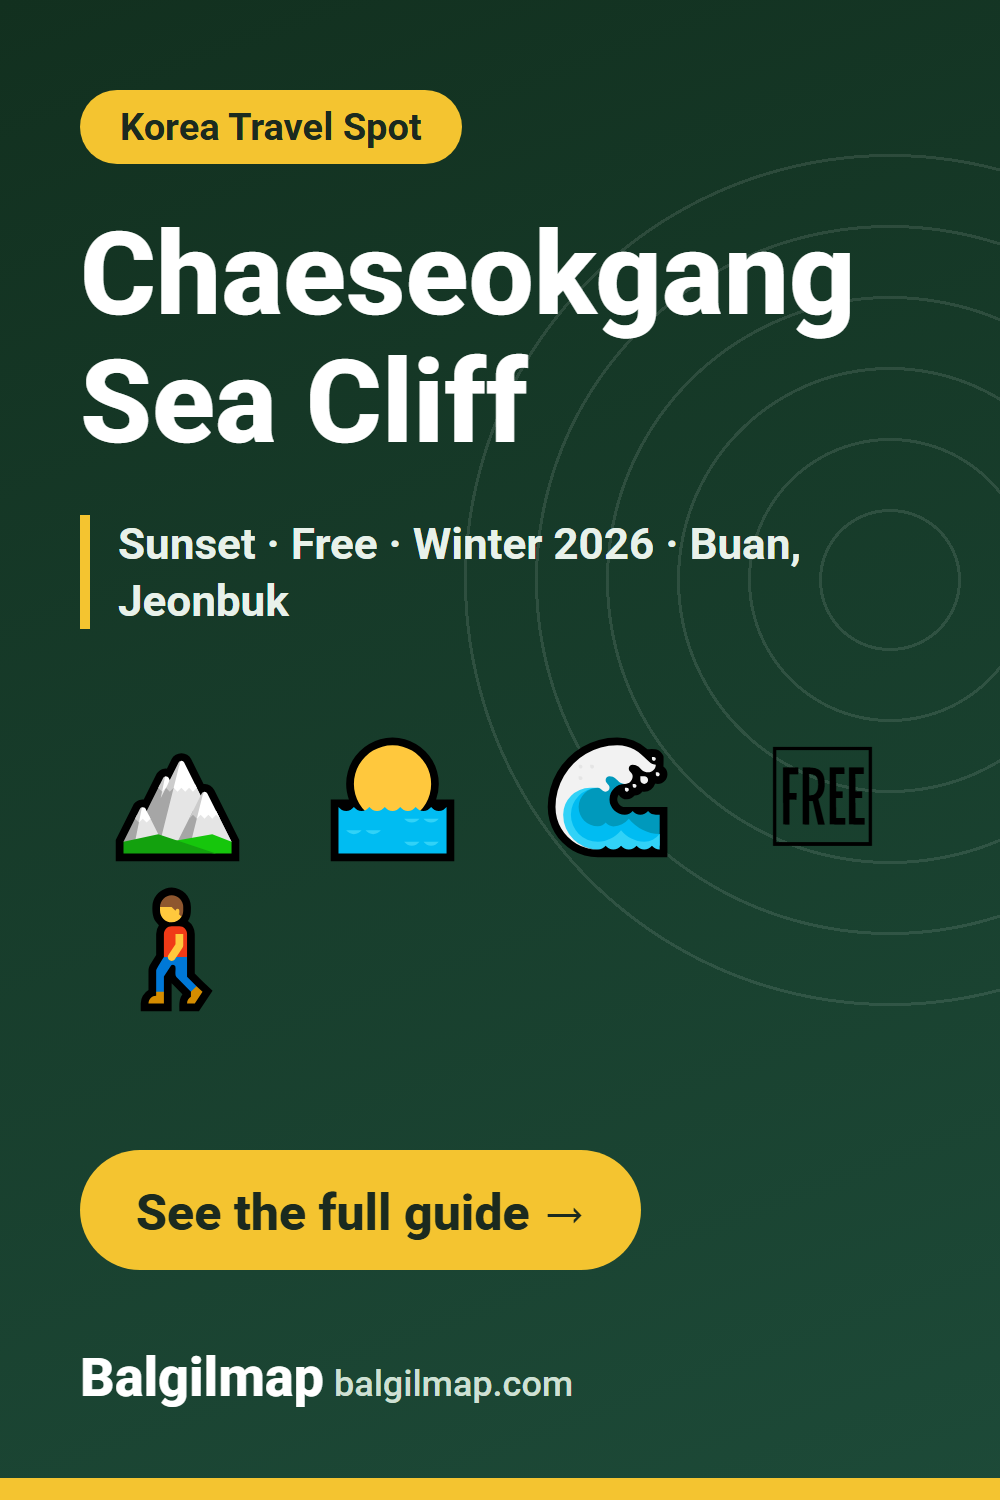 Korea Travel Spot
Chaeseokgang
Sea Cliff
Sunset · Free · Winter 2026 · Buan,
Jeonbuk
FREE
See the full guide →
Balgilmap balgilmap.com